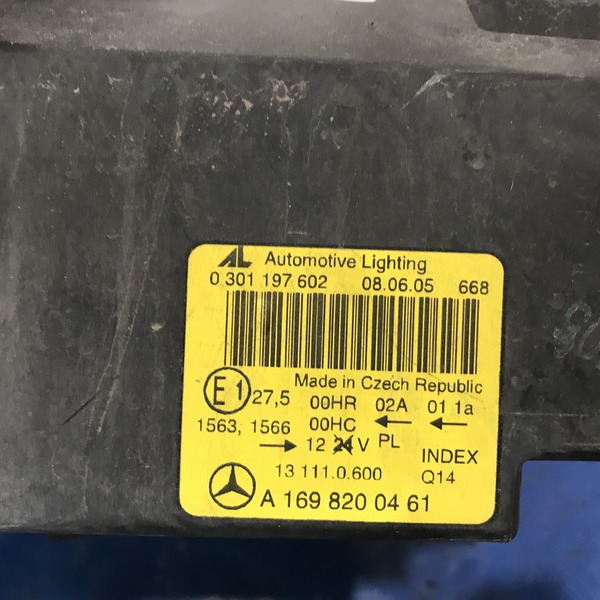 AL Automotive Lighting
0 301 197 602 08.06.05 668
Made in Czech Republic
E1 27,5 00HR 02A 01 1a
1563, 1566 00HC ← ←
→ 12 24 V PL INDEX
13 111.0.600 Q14
A 169 820 04 61